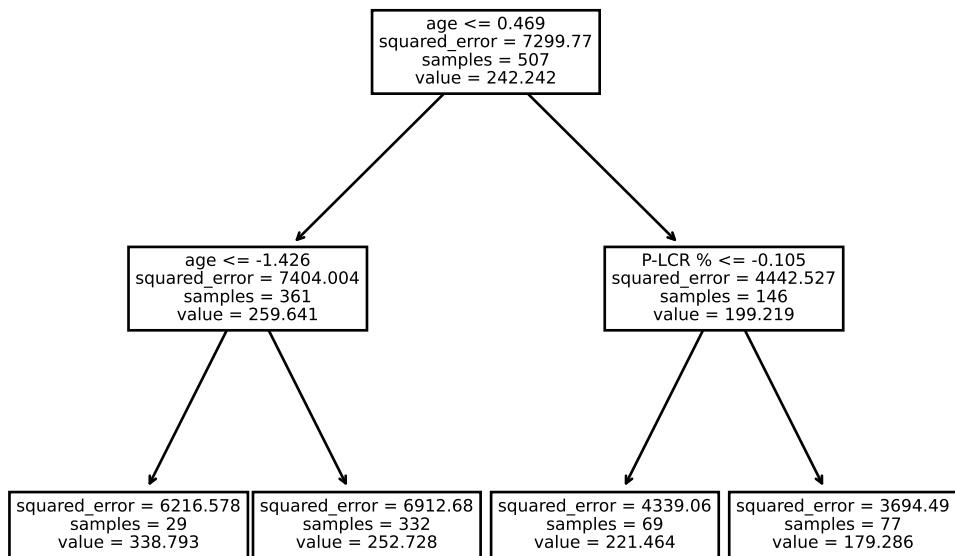 age <= 0.469
squared_error = 7299.77
samples = 507
value = 242.242
age <= -1.426
squared_error = 7404.004
samples = 361
value = 259.641
P-LCR % <= -0.105
squared_error = 4442.527
samples = 146
value = 199.219
squared_error = 6216.578
samples = 29
value = 338.793
squared_error = 6912.68
samples = 332
value = 252.728
squared_error = 4339.06
samples = 69
value = 221.464
squared_error = 3694.49
samples = 77
value = 179.286